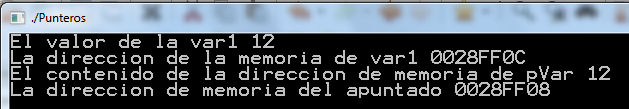 ./Punteros
El valor de la var1 12
La direccion de la memoria de var1 0028FF0C
El contenido de la direccion de memoria de pVar 12
La direccion de memoria del apuntado 0028FF08